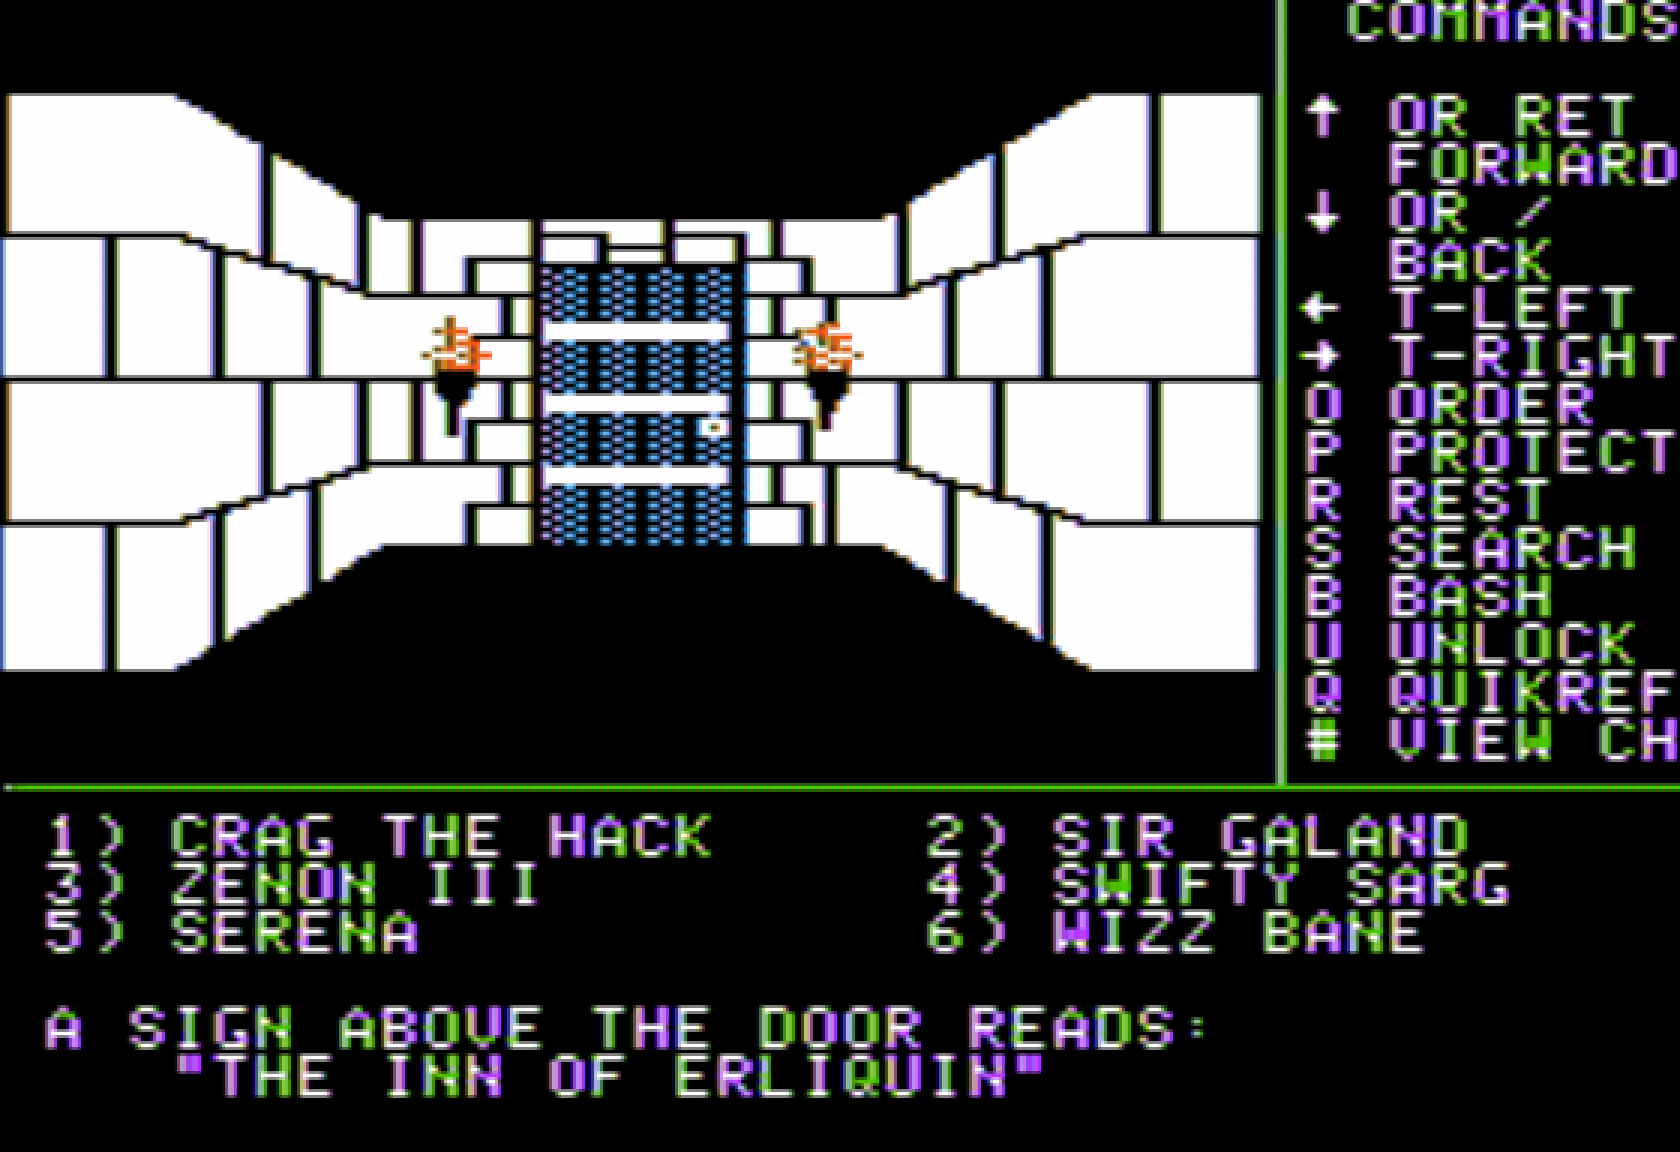 COMMANDS
↑ OR RET
FORWARD
↓ OR /
BACK
← T-LEFT
→ T-RIGHT
O ORDER
P PROTECT
R REST
S SEARCH
B BASH
U UNLOCK
Q QUIKREF
# VIEW CH
1) CRAG THE HACK 2) SIR GALAND
3) ZENON III 4) SWIFTY SARG
5) SERENA 6) WIZZ BANE
A SIGN ABOVE THE DOOR READS:
"THE INN OF ERLIQUIN"